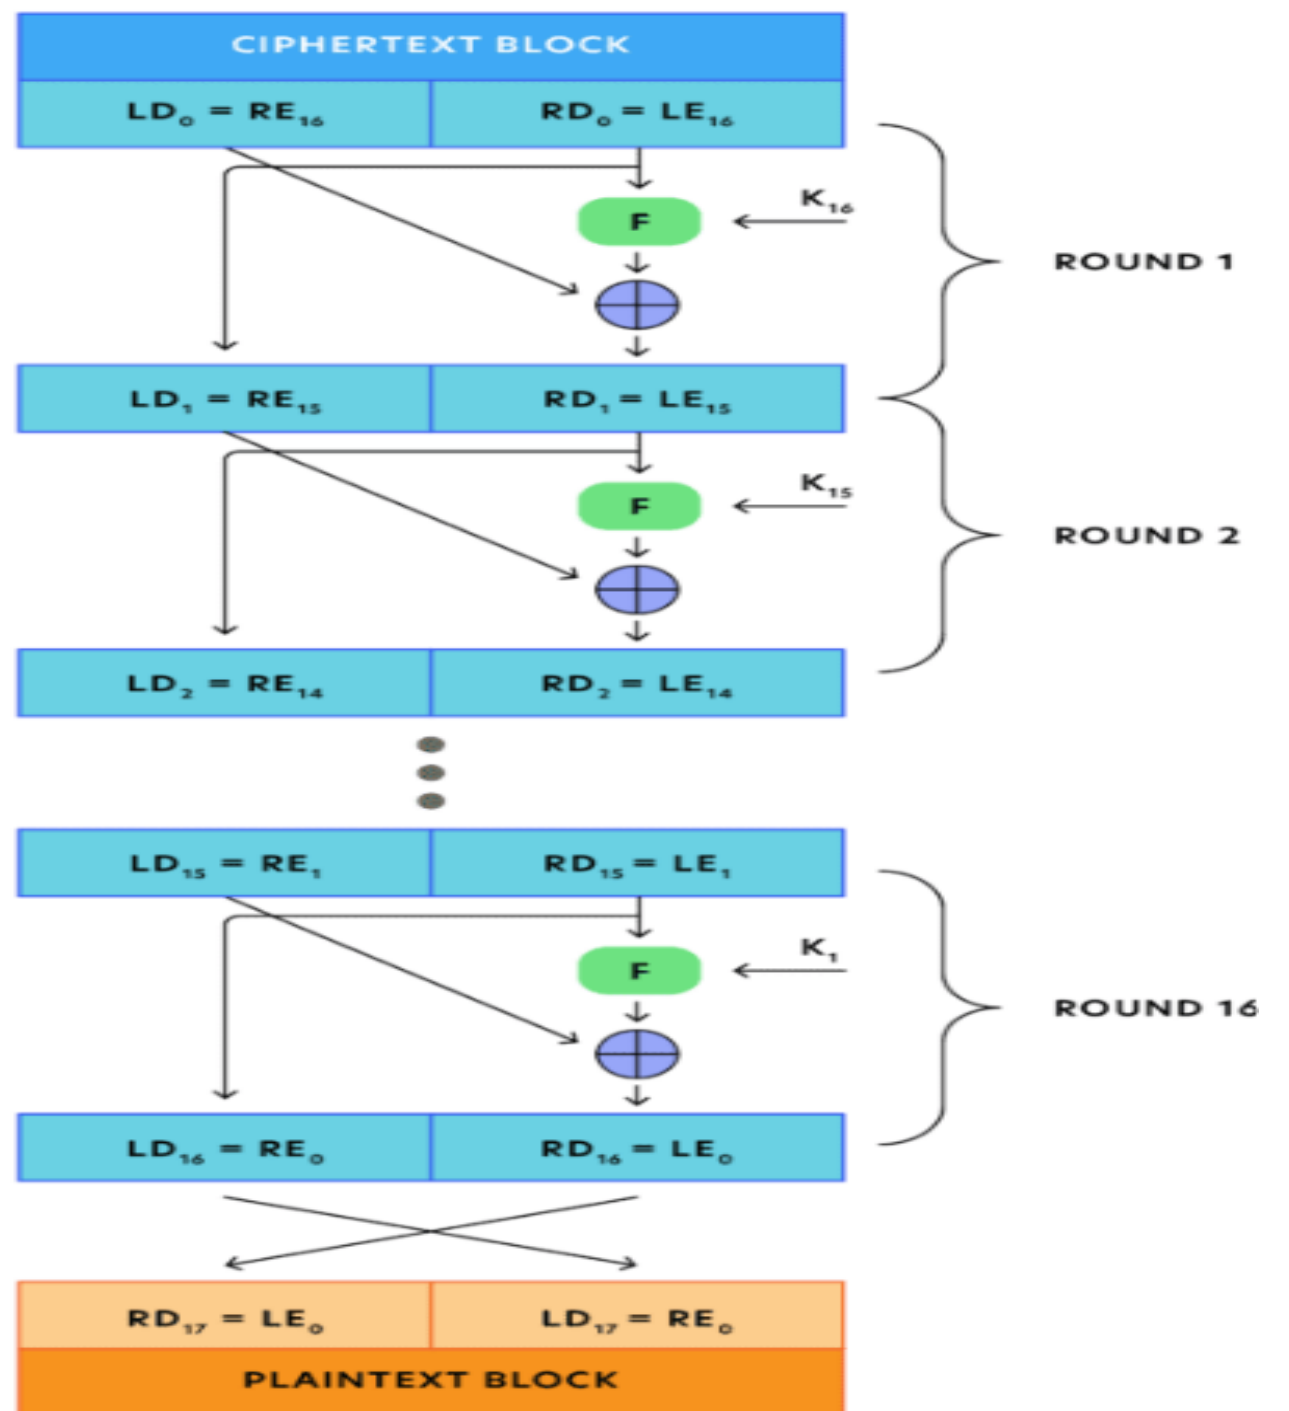 CIPHERTEXT BLOCK
LD₀ = RE₁₆ RD₀ = LE₁₆
K₁₆
F
ROUND 1
LD₁ = RE₁₅ RD₁ = LE₁₅
K₁₅
F
ROUND 2
LD₂ = RE₁₄ RD₂ = LE₁₄
LD₁₅ = RE₁ RD₁₅ = LE₁
K₁
F
ROUND 16
LD₁₆ = RE₀ RD₁₆ = LE₀
RD₁₇ = LE₀ LD₁₇ = RE₀
PLAINTEXT BLOCK